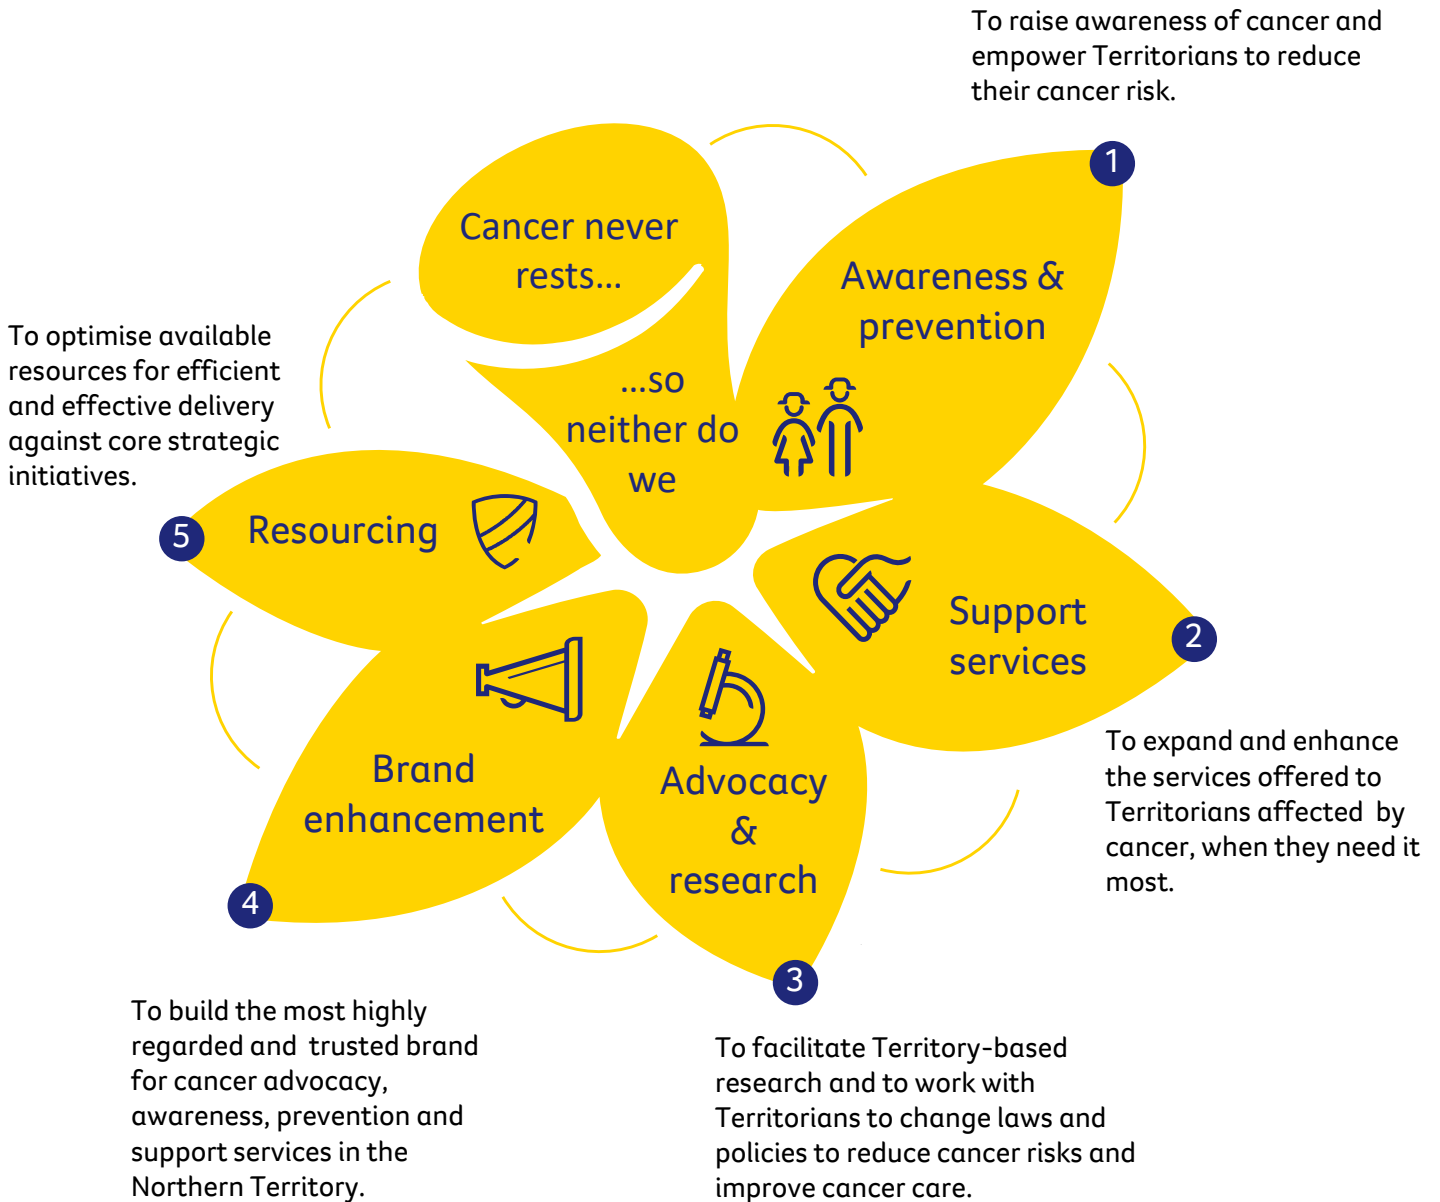 Cancer never
rests...
...so
neither do
we
To raise awareness of cancer and
empower Territorians to reduce
their cancer risk.
1
Awareness &
prevention
2
Support
services
To expand and enhance
the services offered to
Territorians affected  by
cancer, when they need it
most.
3
Advocacy
&
research
To facilitate Territory-based
research and to work with
Territorians to change laws and
policies to reduce cancer risks and
improve cancer care.
4
Brand
enhancement
To build the most highly
regarded and  trusted brand
for cancer advocacy,
awareness, prevention and
support services in the
Northern Territory.
5
Resourcing
To optimise available
resources for efficient
and effective delivery
against core strategic
initiatives.